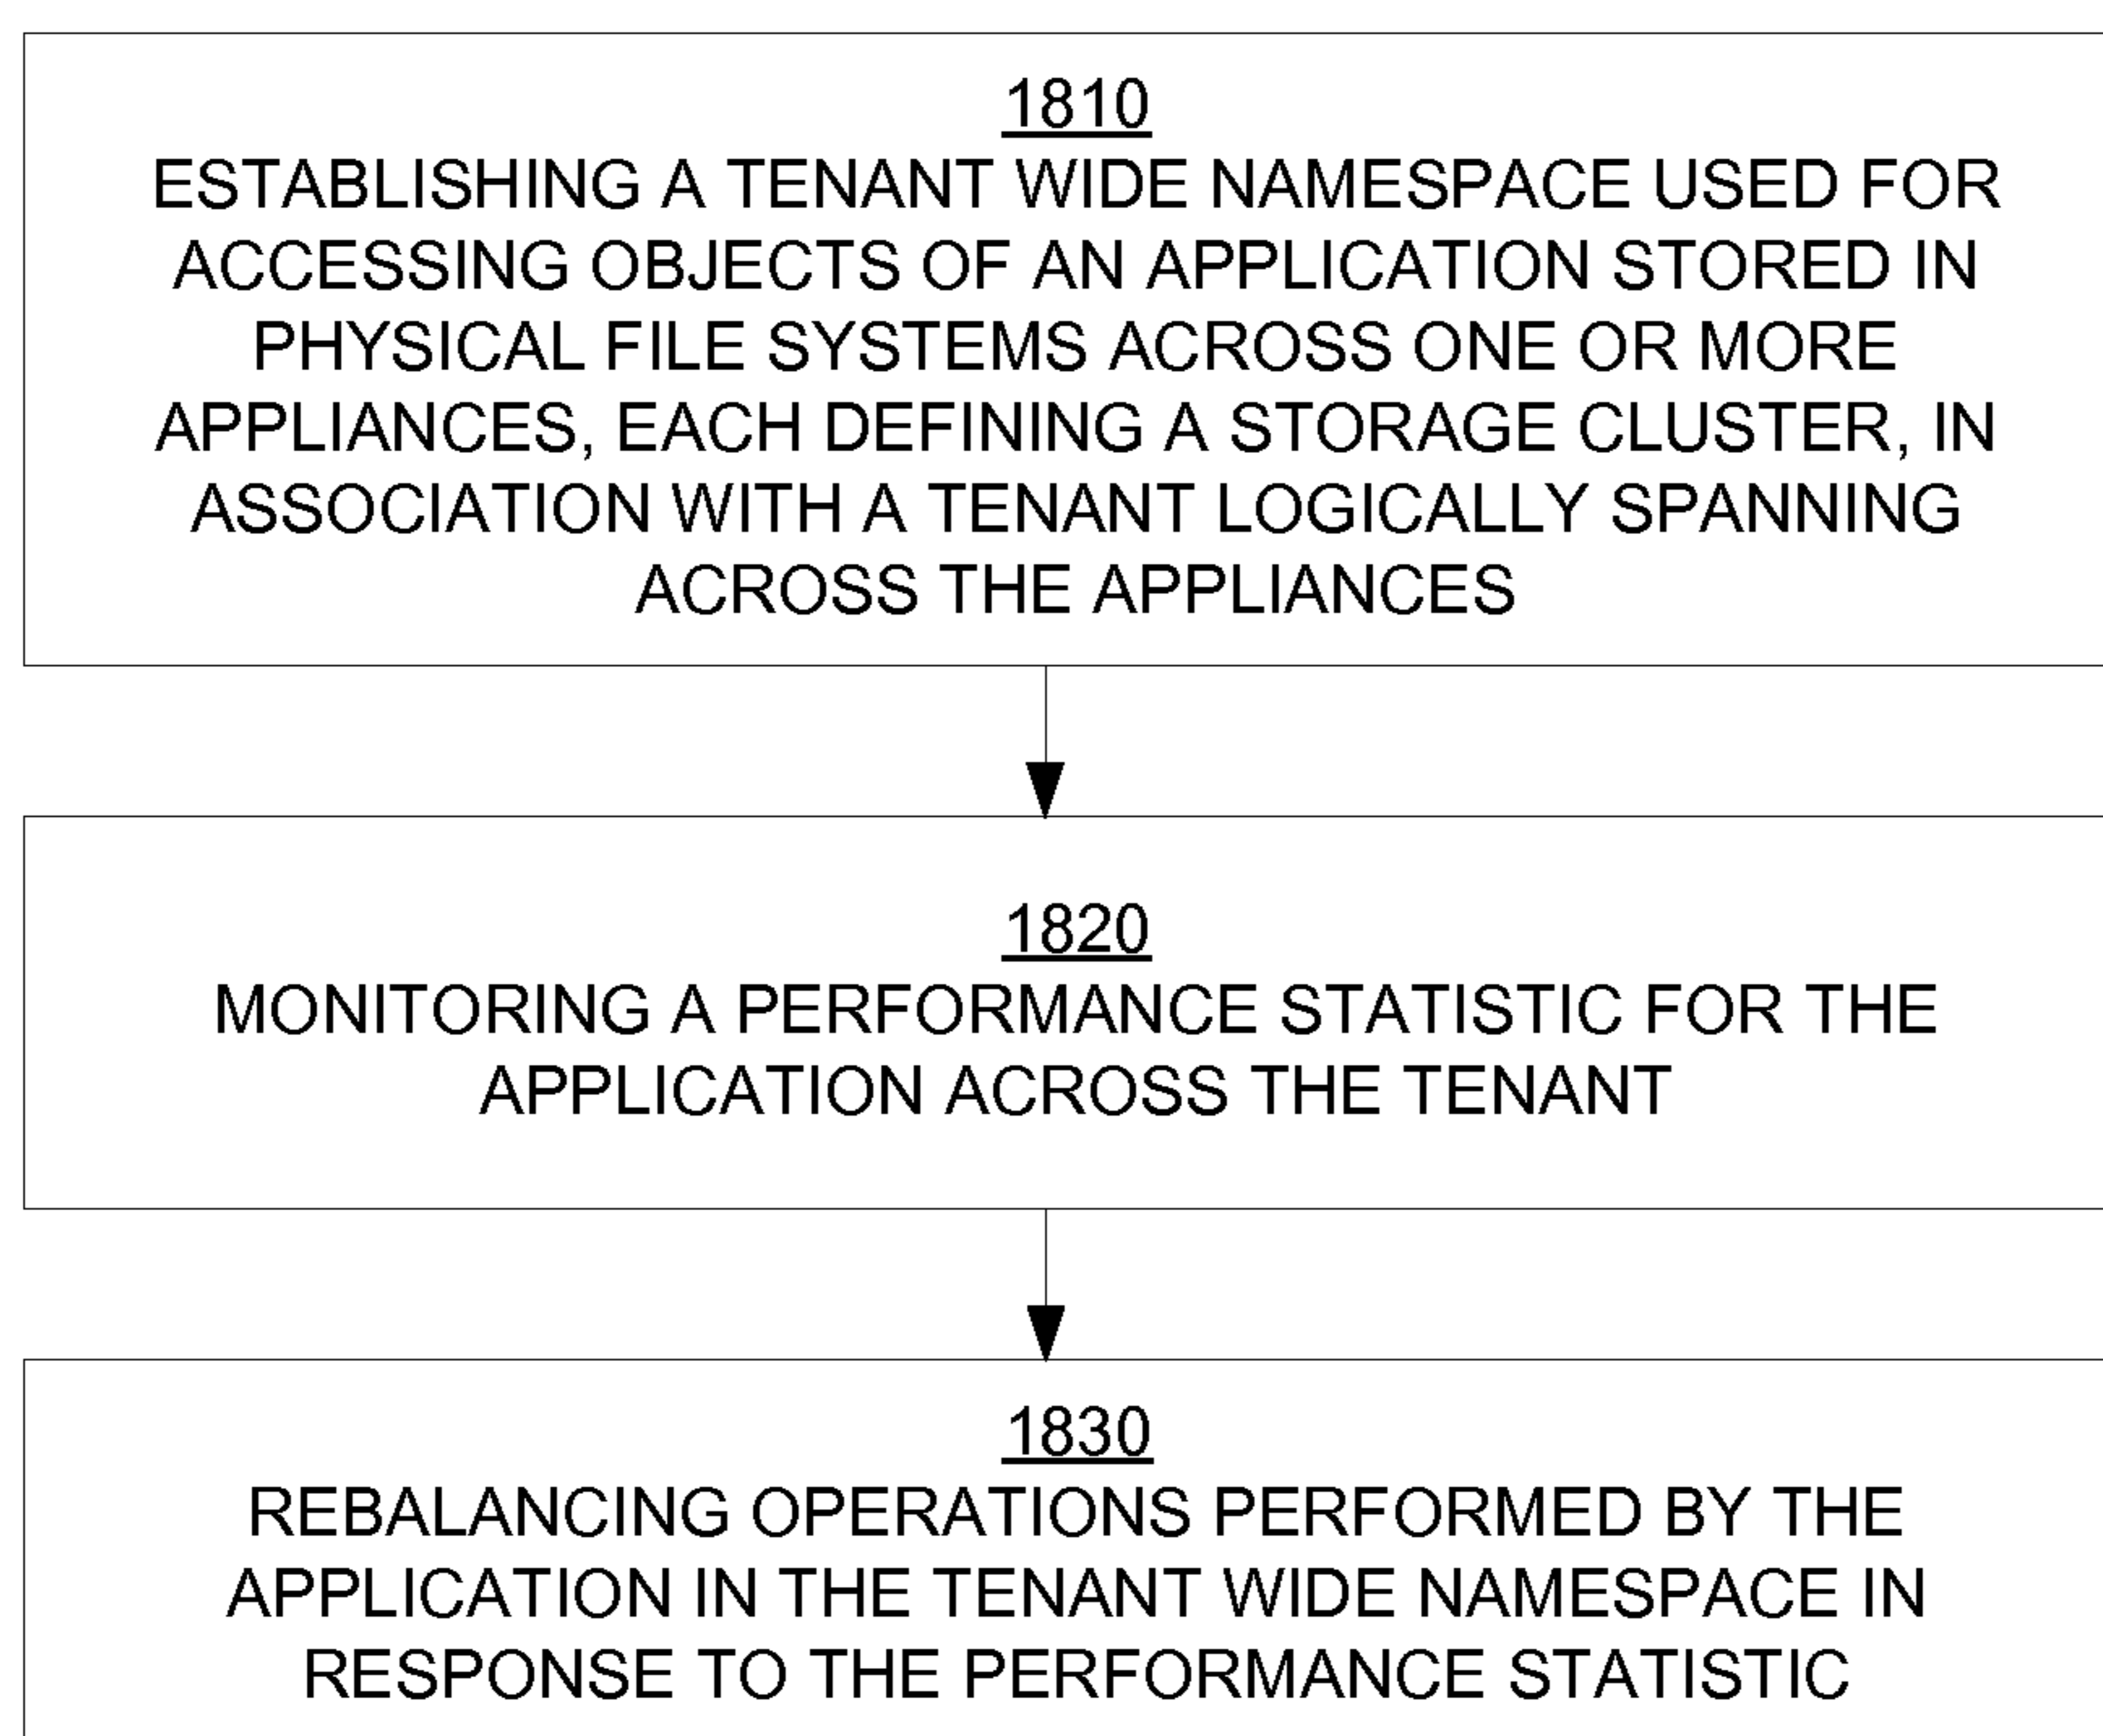 1810
ESTABLISHING A TENANT WIDE NAMESPACE USED FOR
ACCESSING OBJECTS OF AN APPLICATION STORED IN
PHYSICAL FILE SYSTEMS ACROSS ONE OR MORE
APPLIANCES, EACH DEFINING A STORAGE CLUSTER, IN
ASSOCIATION WITH A TENANT LOGICALLY SPANNING
ACROSS THE APPLIANCES
1820
MONITORING A PERFORMANCE STATISTIC FOR THE
APPLICATION ACROSS THE TENANT
1830
REBALANCING OPERATIONS PERFORMED BY THE
APPLICATION IN THE TENANT WIDE NAMESPACE IN
RESPONSE TO THE PERFORMANCE STATISTIC